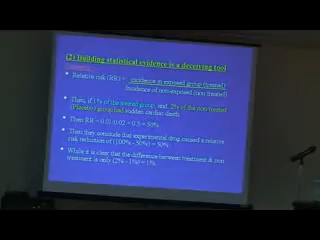 (2) Building statistical evidence is a deceiving tool
• Relative risk (RR) = incidence in exposed group (treated)
Incidence of non-exposed (non treated)
• Then, if 1% of the treated group, and 2% of the non-treated
(Placebo) group had sudden cardiac death
• Then RR = 0.01/0.02 = 0.5 = 50%
• Then they conclude that experimental drug caused a relative
risk reduction of (100% - 50%) = 50%
• While it is clear that the difference between treatment & non
treatment is only (2% - 1%) = 1%